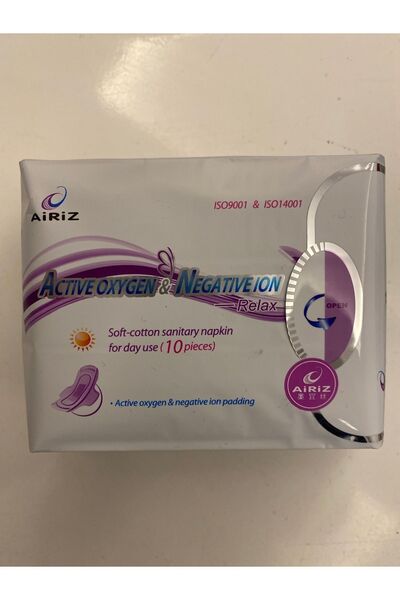 AiRiZ
ISO9001 & ISO14001
ACTIVE OXYGEN & NEGATIVE ION
Relax
OPEN
Soft-cotton sanitary napkin
for day use (10 pieces)
AiRiZ
• Active oxygen & negative ion padding